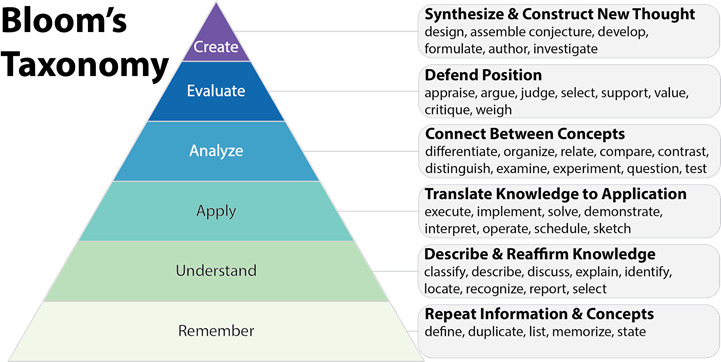 Bloom's
Taxonomy
Create
Synthesize & Construct New Thought
design, assemble conjecture, develop,
formulate, author, investigate
Evaluate
Defend Position
appraise, argue, judge, select, support, value,
critique, weigh
Analyze
Connect Between Concepts
differentiate, organize, relate, compare, contrast,
distinguish, examine, experiment, question, test
Apply
Translate Knowledge to Application
execute, implement, solve, demonstrate,
interpret, operate, schedule, sketch
Understand
Describe & Reaffirm Knowledge
classify, describe, discuss, explain, identify,
locate, recognize, report, select
Remember
Repeat Information & Concepts
define, duplicate, list, memorize, state